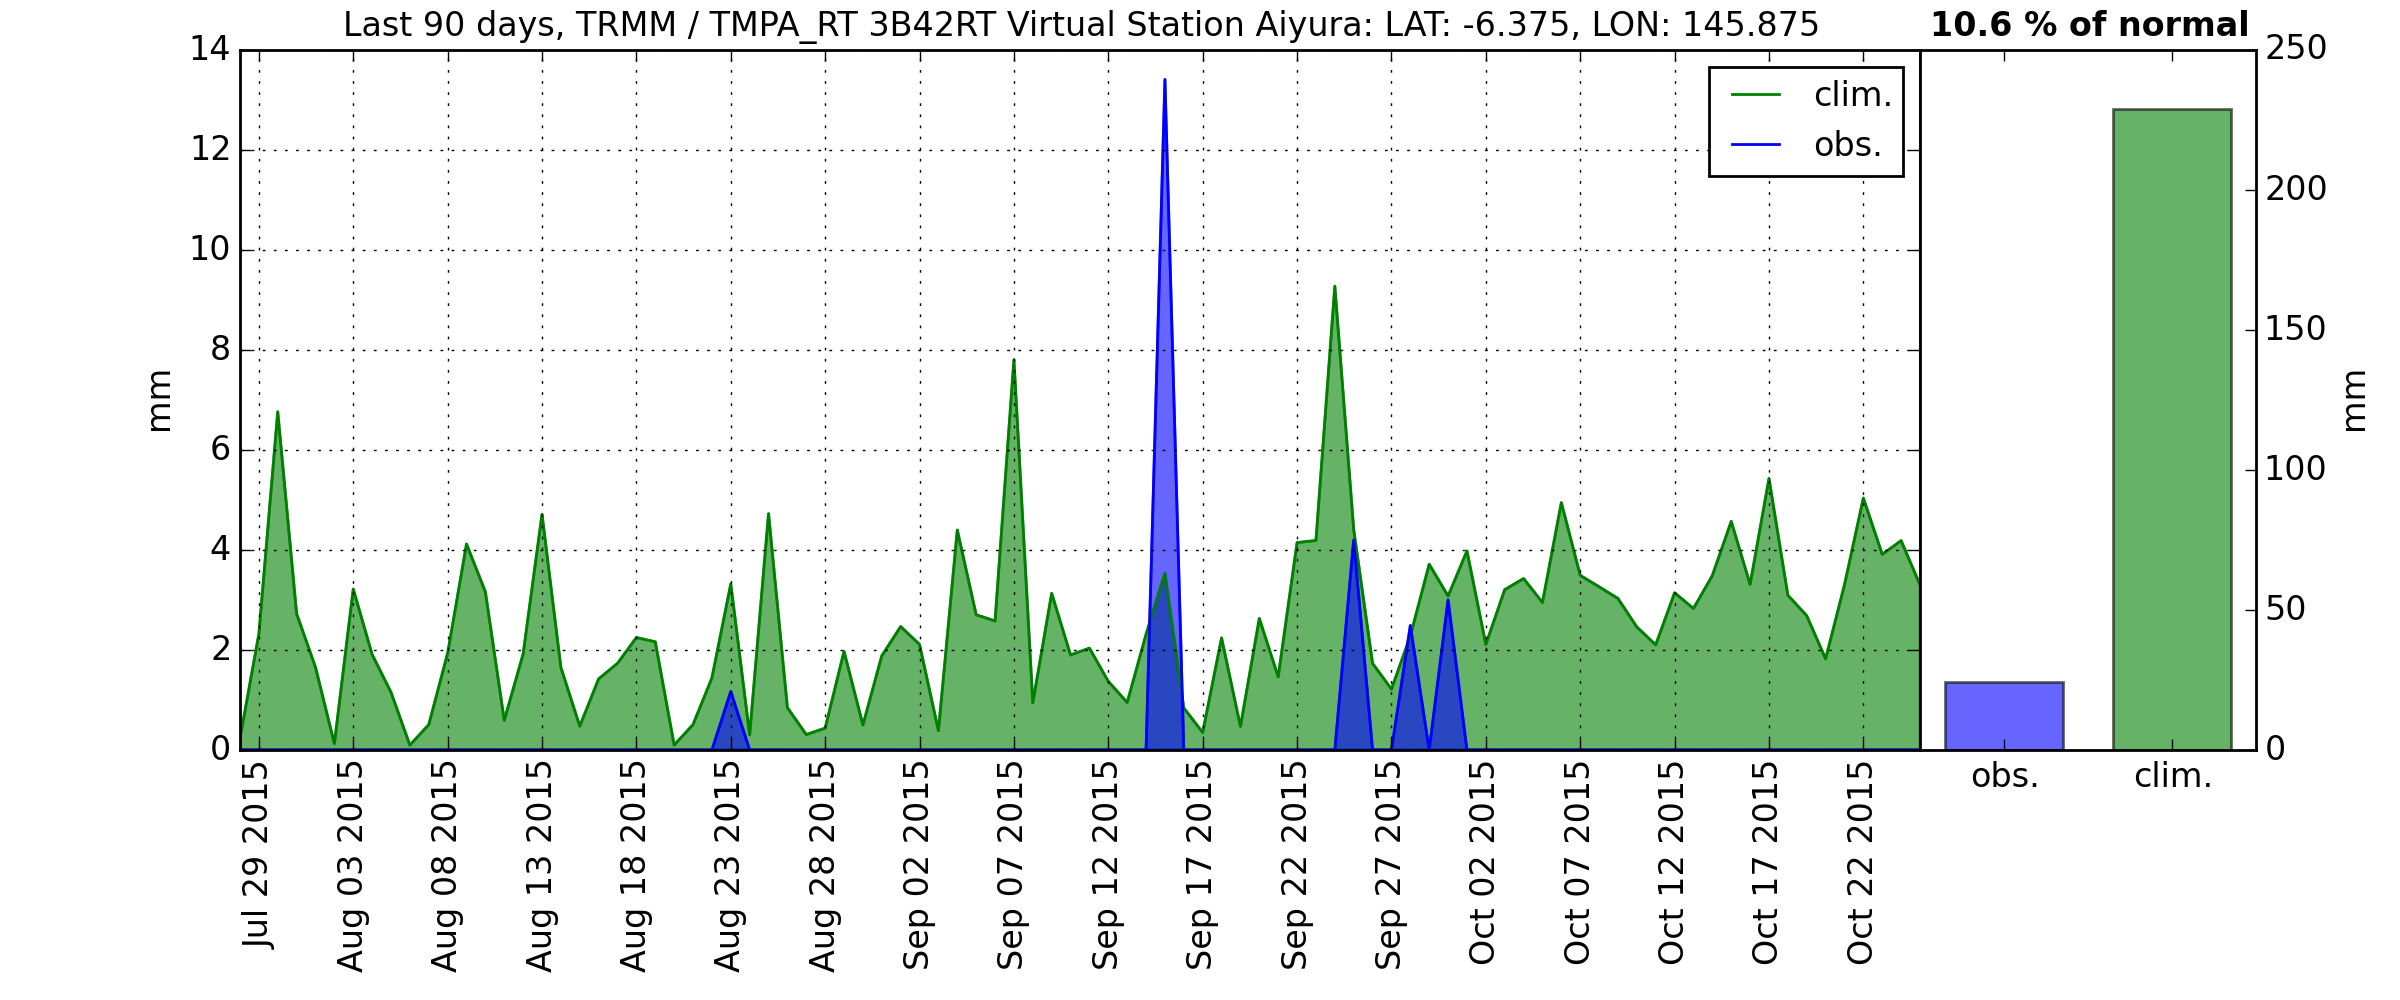 Last 90 days, TRMM / TMPA_RT 3B42RT Virtual Station Aiyura: LAT: -6.375, LON: 145.875
10.6 % of normal
14
12
10
8
6
4
2
0
mm
clim.
obs.
250
200
150
100
50
0
mm
obs.
clim.
Jul 29 2015
Aug 03 2015
Aug 08 2015
Aug 13 2015
Aug 18 2015
Aug 23 2015
Aug 28 2015
Sep 02 2015
Sep 07 2015
Sep 12 2015
Sep 17 2015
Sep 22 2015
Sep 27 2015
Oct 02 2015
Oct 07 2015
Oct 12 2015
Oct 17 2015
Oct 22 2015